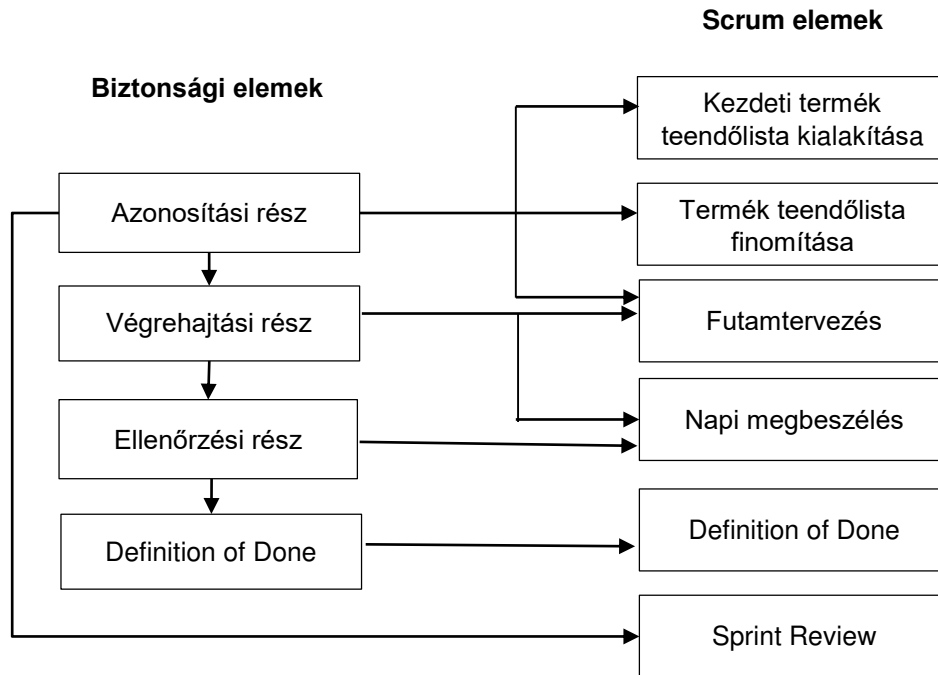 Scrum elemek
Biztonsági elemek
Kezdeti termék
teendőlista kialakítása
Azonosítási rész
Termék teendőlista
finomítása
Végrehajtási rész
Futamtervezés
Ellenőrzési rész
Napi megbeszélés
Definition of Done
Definition of Done
Sprint Review